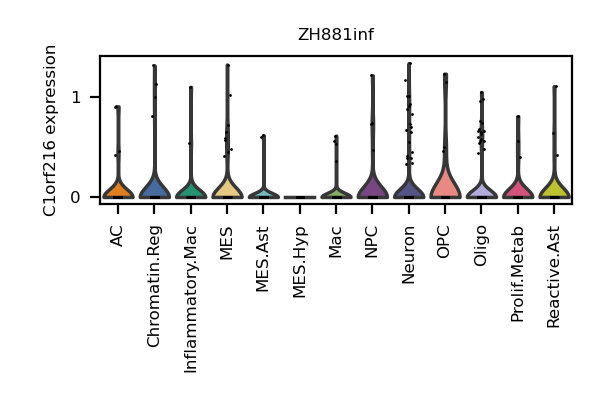 ZH881inf
C1orf216 expression
1
0
AC
Chromatin.Reg
Inflammatory.Mac
MES
MES.Ast
MES.Hyp
Mac
NPC
Neuron
OPC
Oligo
Prolif.Metab
Reactive.Ast